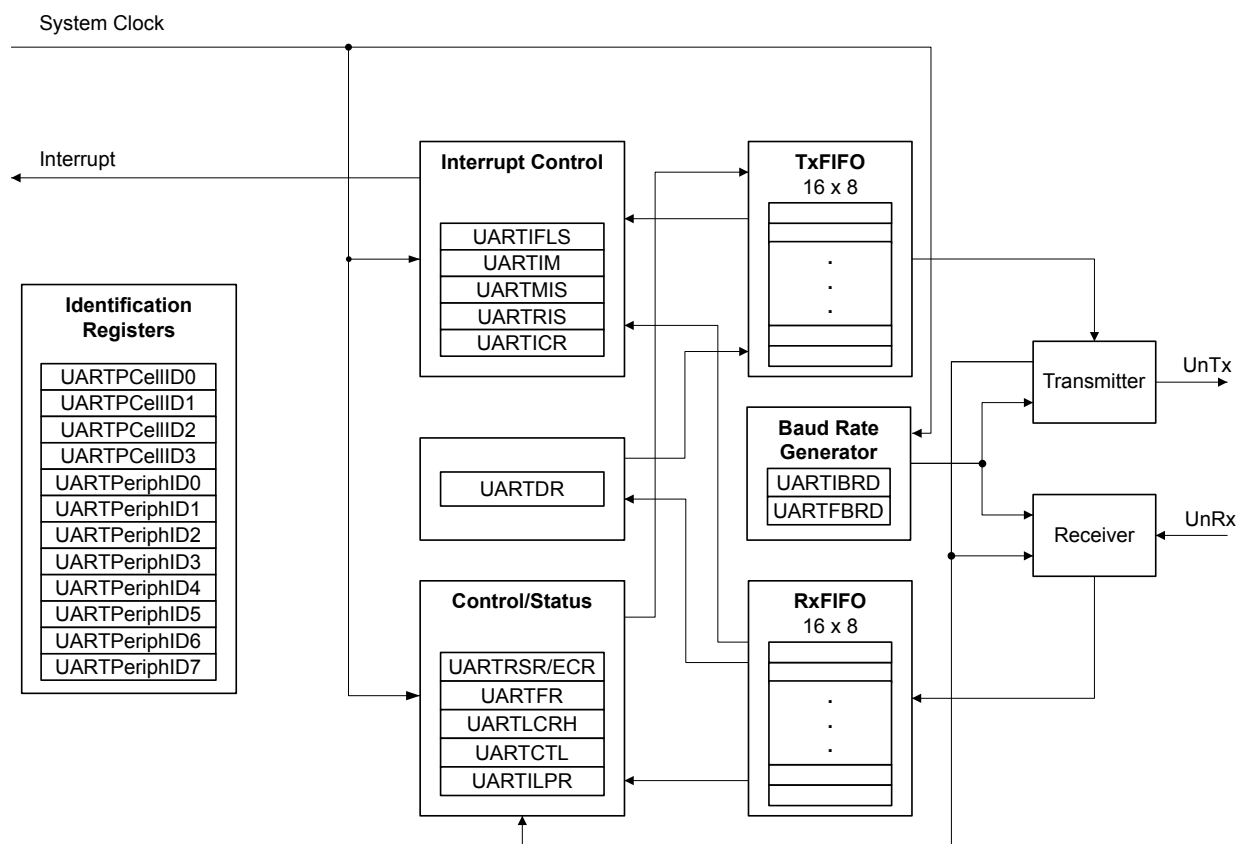 System Clock
Interrupt
Identification
Registers
UARTPCellID0
UARTPCellID1
UARTPCellID2
UARTPCellID3
UARTPeriphID0
UARTPeriphID1
UARTPeriphID2
UARTPeriphID3
UARTPeriphID4
UARTPeriphID5
UARTPeriphID6
UARTPeriphID7
Interrupt Control
UARTIFLS
UARTIM
UARTMIS
UARTRIS
UARTICR
UARTDR
Control/Status
UARTRSR/ECR
UARTFR
UARTLCRH
UARTCTL
UARTILPR
TxFIFO
16 x 8
.
.
.
Baud Rate
Generator
UARTIBRD
UARTFBRD
RxFIFO
16 x 8
.
.
.
Transmitter
UnTx
Receiver
UnRx